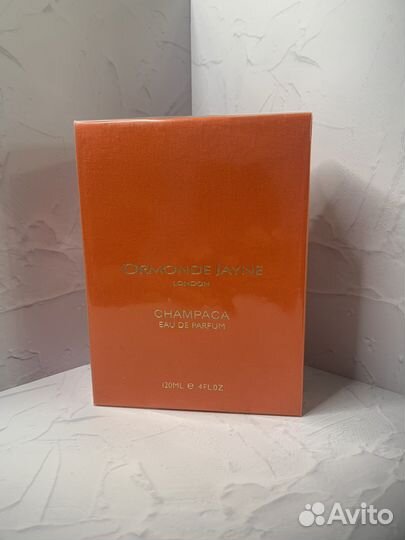 ORMONDE JAYNE
LONDON
CHAMPACA
EAU DE PARFUM
120ML e 4FL.OZ
Avito